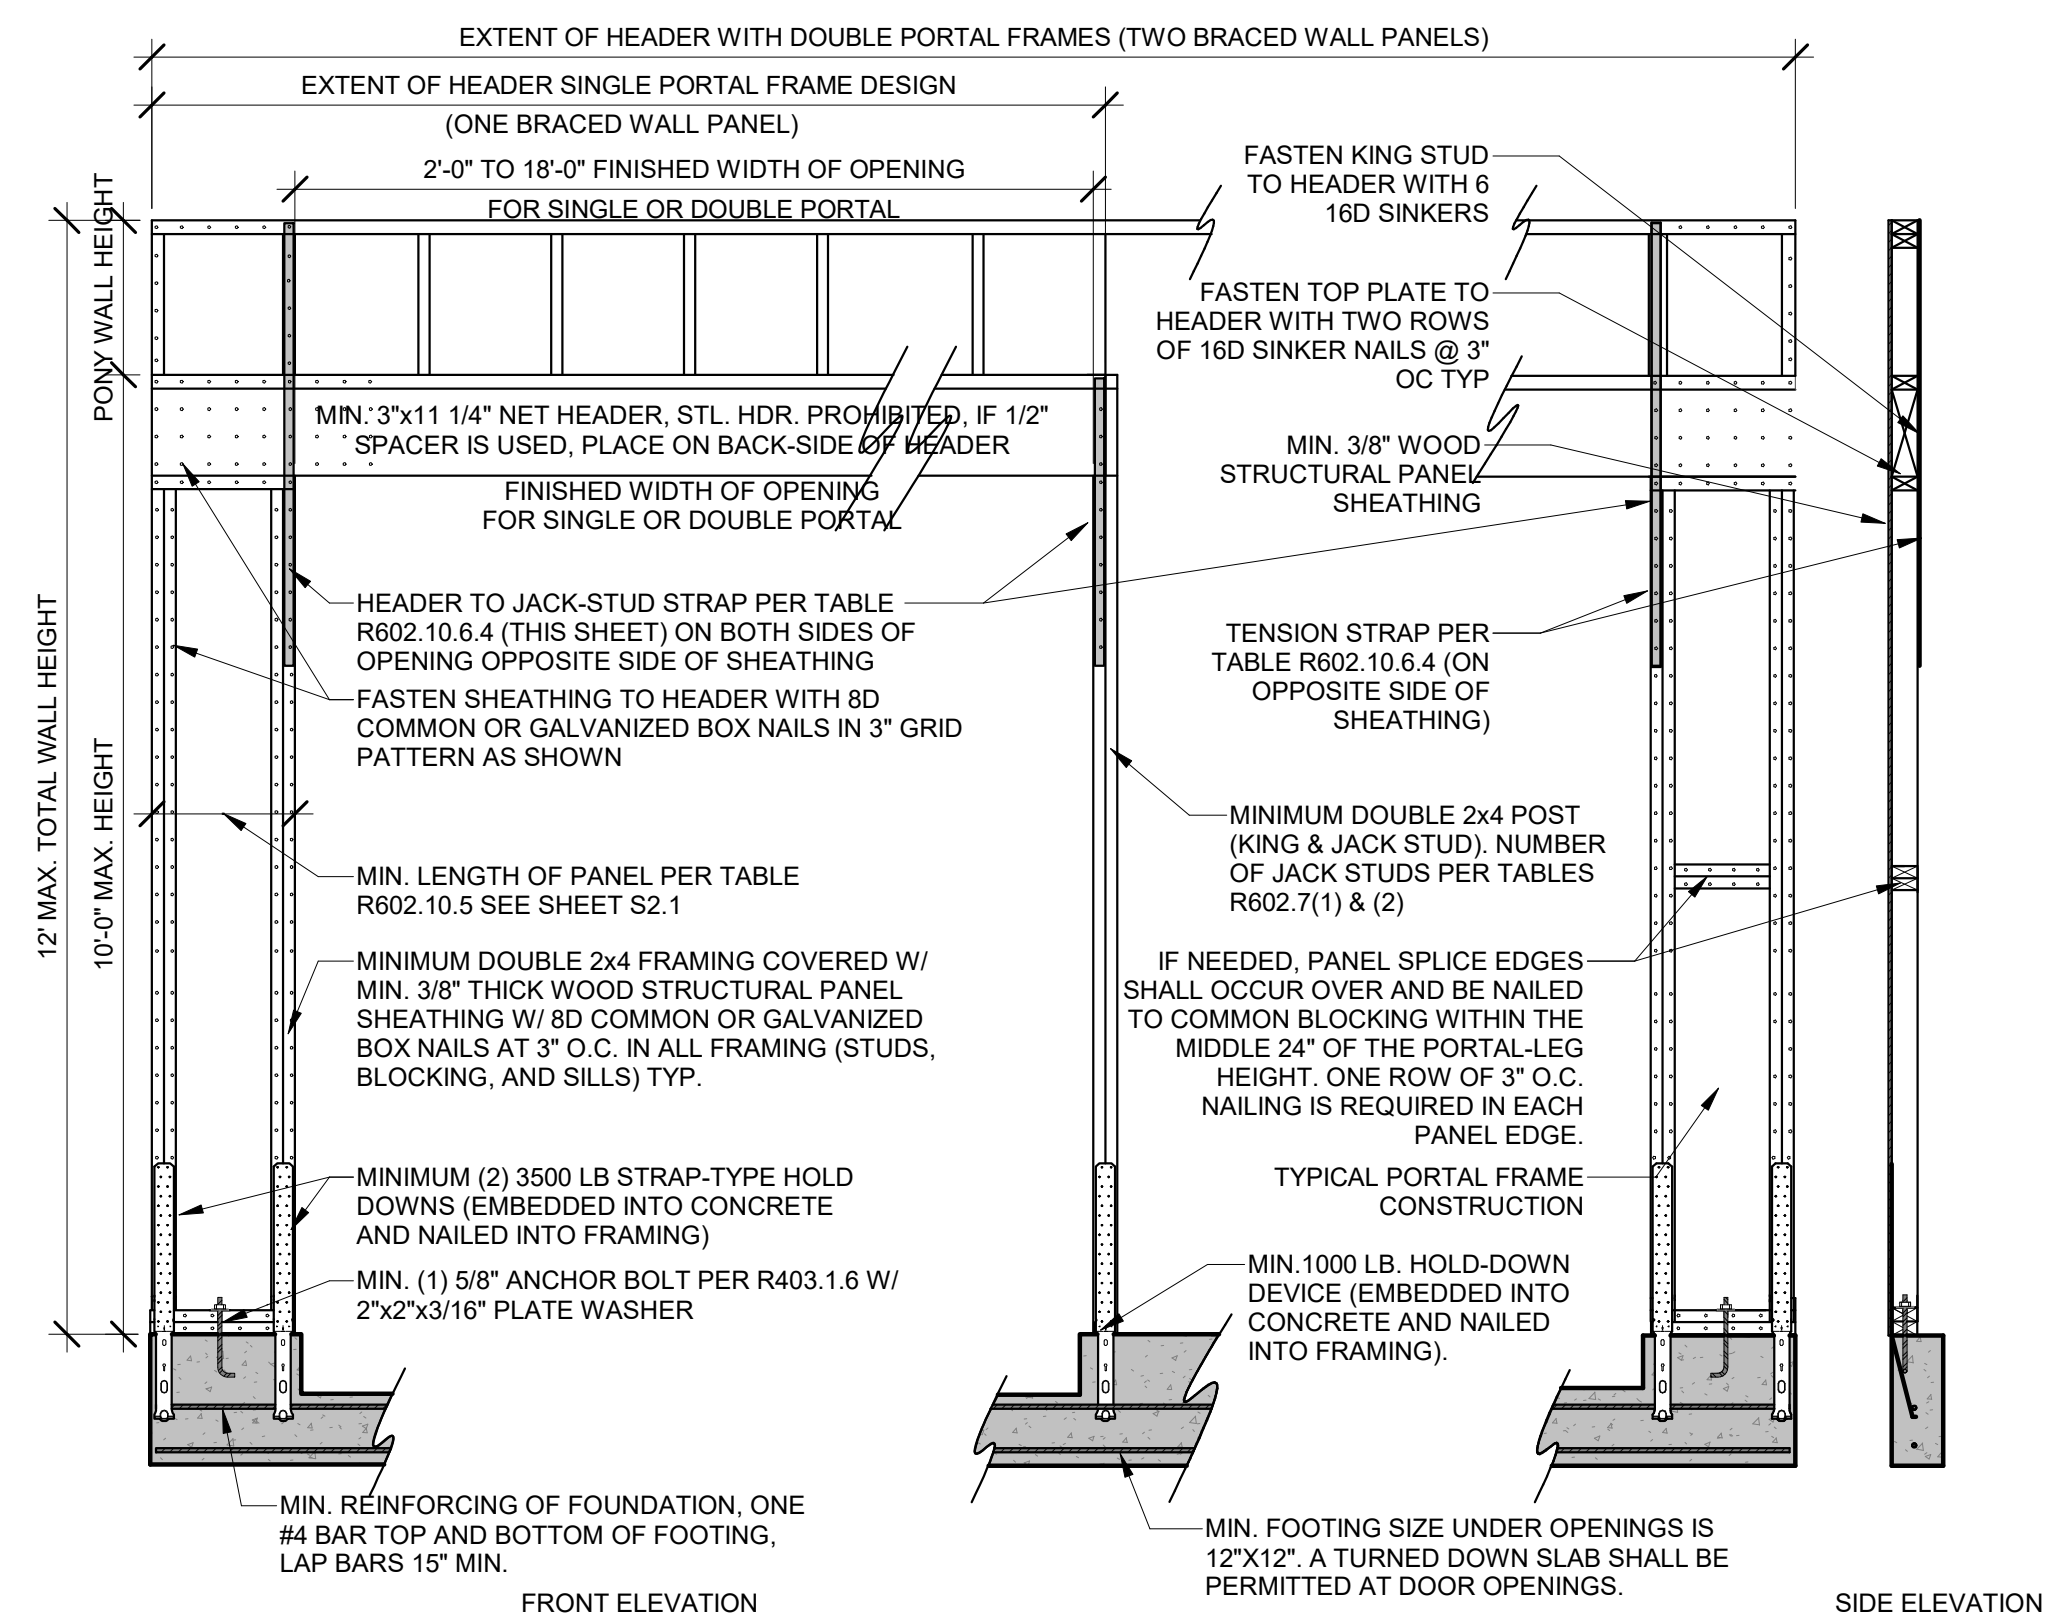 EXTENT OF HEADER WITH DOUBLE PORTAL FRAMES (TWO BRACED WALL PANELS)
EXTENT OF HEADER SINGLE PORTAL FRAME DESIGN
(ONE BRACED WALL PANEL)
2'-0" TO 18'-0" FINISHED WIDTH OF OPENING
FOR SINGLE OR DOUBLE PORTAL
PONY WALL HEIGHT
12' MAX. TOTAL WALL HEIGHT
10'-0" MAX. HEIGHT
FASTEN KING STUD
TO HEADER WITH 6
16D SINKERS
FASTEN TOP PLATE TO
HEADER WITH TWO ROWS
OF 16D SINKER NAILS @ 3"
OC TYP
MIN. 3"x11 1/4" NET HEADER, STL. HDR. PROHIBITED, IF 1/2"
SPACER IS USED, PLACE ON BACK-SIDE OF HEADER
MIN. 3/8" WOOD
STRUCTURAL PANEL
SHEATHING
FINISHED WIDTH OF OPENING
FOR SINGLE OR DOUBLE PORTAL
HEADER TO JACK-STUD STRAP PER TABLE
R602.10.6.4 (THIS SHEET) ON BOTH SIDES OF
OPENING OPPOSITE SIDE OF SHEATHING
TENSION STRAP PER
TABLE R602.10.6.4 (ON
OPPOSITE SIDE OF
SHEATHING)
FASTEN SHEATHING TO HEADER WITH 8D
COMMON OR GALVANIZED BOX NAILS IN 3" GRID
PATTERN AS SHOWN
MINIMUM DOUBLE 2x4 POST
(KING & JACK STUD). NUMBER
OF JACK STUDS PER TABLES
R602.7(1) & (2)
MIN. LENGTH OF PANEL PER TABLE
R602.10.5 SEE SHEET S2.1
MINIMUM DOUBLE 2x4 FRAMING COVERED W/
MIN. 3/8" THICK WOOD STRUCTURAL PANEL
SHEATHING W/ 8D COMMON OR GALVANIZED
BOX NAILS AT 3" O.C. IN ALL FRAMING (STUDS,
BLOCKING, AND SILLS) TYP.
IF NEEDED, PANEL SPLICE EDGES
SHALL OCCUR OVER AND BE NAILED
TO COMMON BLOCKING WITHIN THE
MIDDLE 24" OF THE PORTAL-LEG
HEIGHT. ONE ROW OF 3" O.C.
NAILING IS REQUIRED IN EACH
PANEL EDGE.
MINIMUM (2) 3500 LB STRAP-TYPE HOLD
DOWNS (EMBEDDED INTO CONCRETE
AND NAILED INTO FRAMING)
TYPICAL PORTAL FRAME
CONSTRUCTION
MIN. (1) 5/8" ANCHOR BOLT PER R403.1.6 W/
2"x2"x3/16" PLATE WASHER
MIN.1000 LB. HOLD-DOWN
DEVICE (EMBEDDED INTO
CONCRETE AND NAILED
INTO FRAMING).
MIN. REINFORCING OF FOUNDATION, ONE
#4 BAR TOP AND BOTTOM OF FOOTING,
LAP BARS 15" MIN.
MIN. FOOTING SIZE UNDER OPENINGS IS
12"X12". A TURNED DOWN SLAB SHALL BE
PERMITTED AT DOOR OPENINGS.
FRONT ELEVATION
SIDE ELEVATION